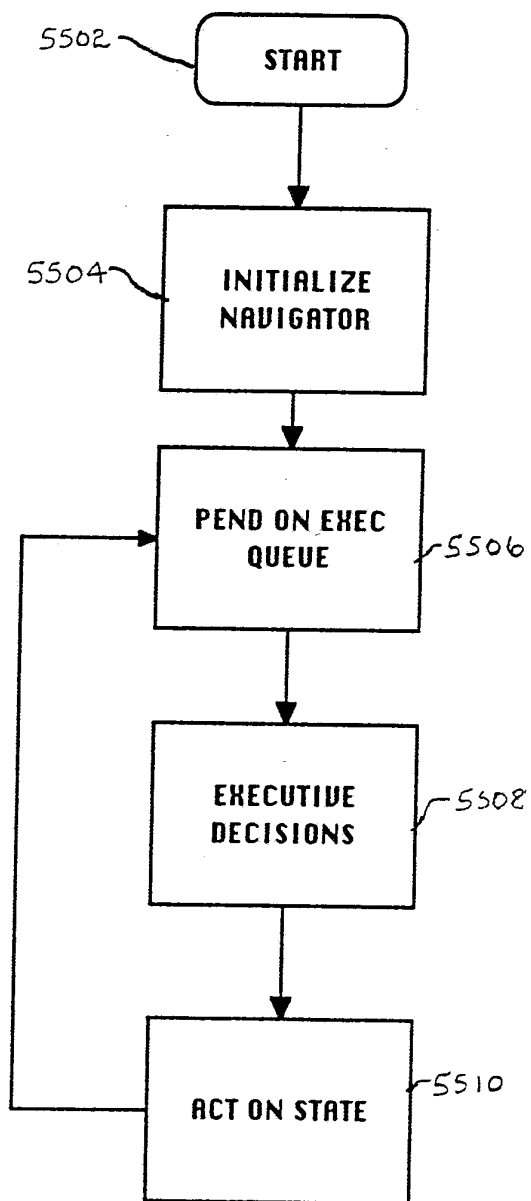 5502
START
5504
INITIALIZE
NAVIGATOR
PEND ON EXEC
QUEUE
5506
EXECUTIVE
DECISIONS
5508
ACT ON STATE
5510